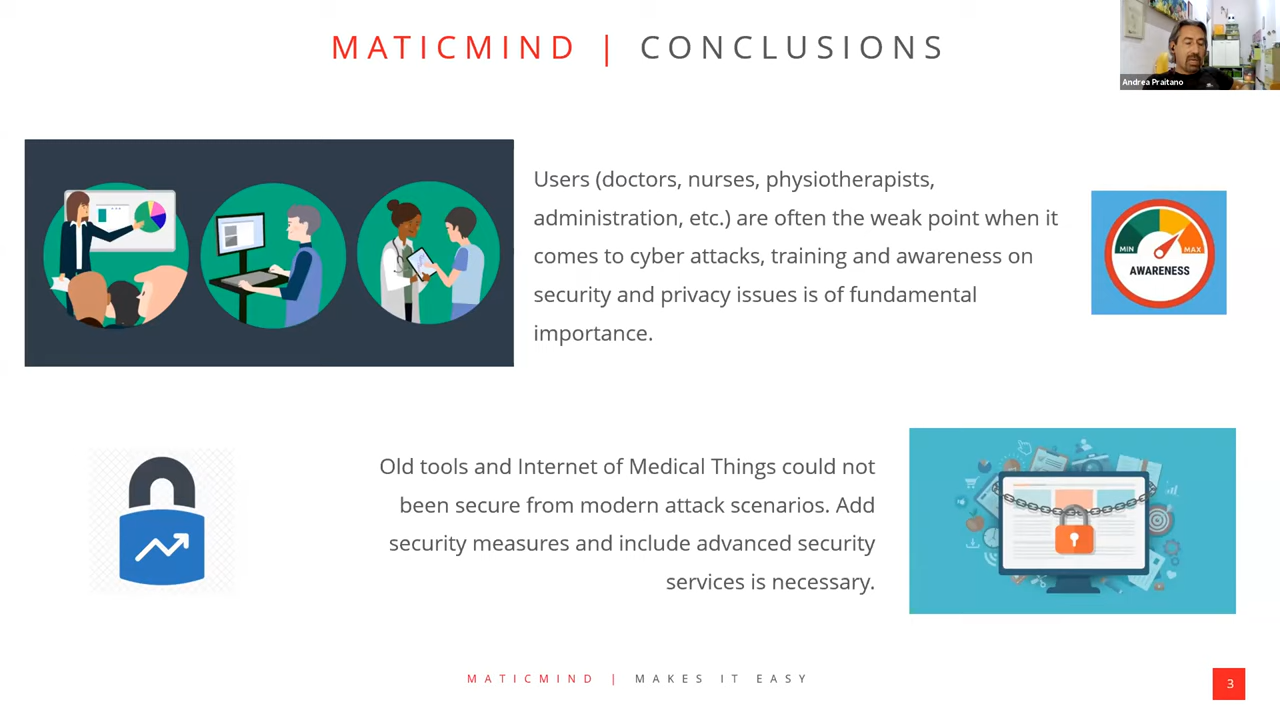 MATICMIND | CONCLUSIONS
Andrea Praitano
Users (doctors, nurses, physiotherapists,
administration, etc.) are often the weak point when it
comes to cyber attacks, training and awareness on
security and privacy issues is of fundamental
importance.
MIN
MAX
AWARENESS
Old tools and Internet of Medical Things could not
been secure from modern attack scenarios. Add
security measures and include advanced security
services is necessary.
MATICMIND | MAKES IT EASY
3